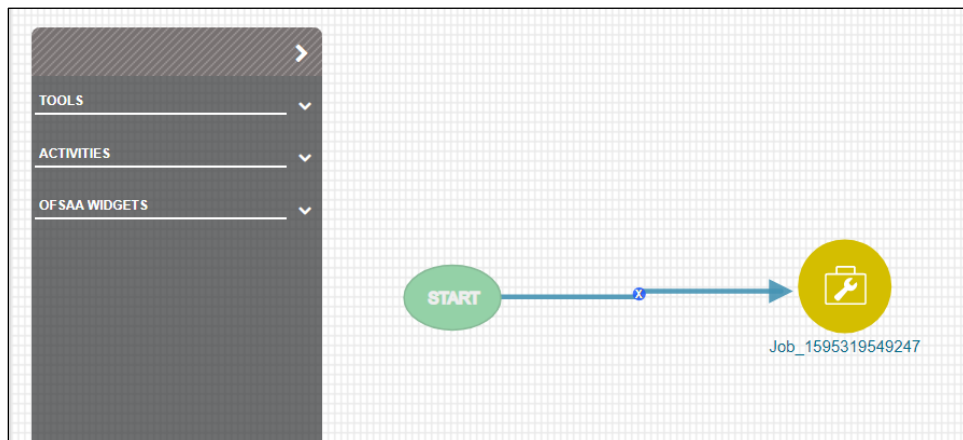 TOOLS
ACTIVITIES
OFSAA WIDGETS
START
X
Job_1595319549247